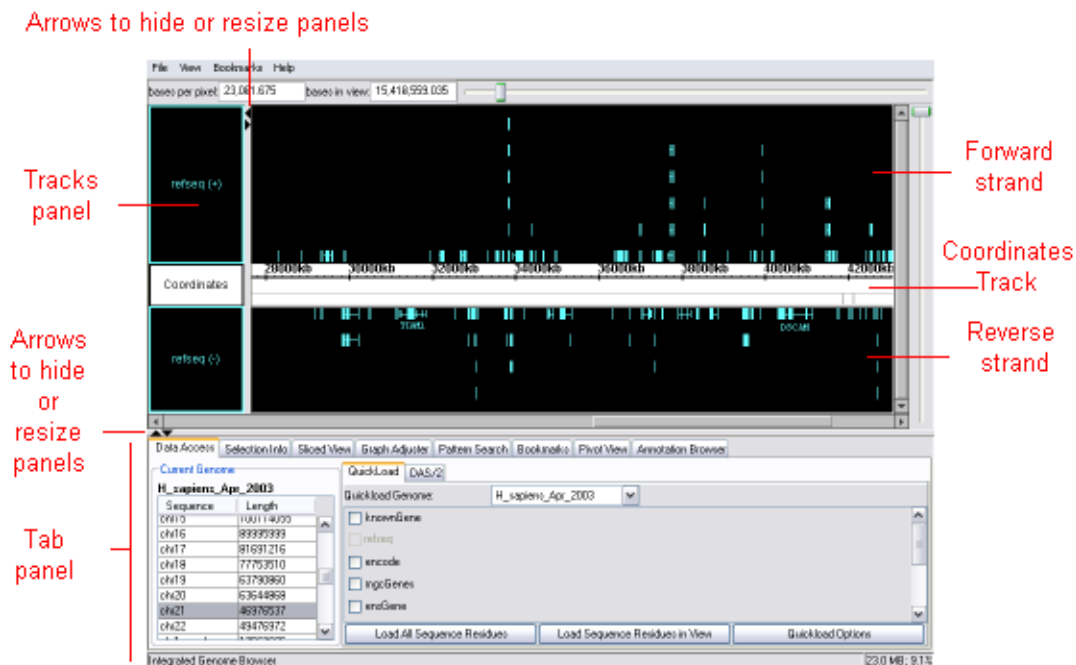 Arrows to hide or resize panels
File View Bookmarks Help
bases per pixel: 23,081.675 bases in view: 15,418,559.035
refseq (+)
Tracks
panel
Forward
strand
28000kb 30000kb 32000kb 34000kb 36000kb 38000kb 40000kb 42000kb
Coordinates
Coordinates
Track
TIAM1
DSCAM
refseq (-)
Arrows
to hide
or
resize
panels
Reverse
strand
Data Access Selection Info Sliced View Graph Adjuster Pattern Search Bookmarks Pivot View Annotation Browser
Current Genome
H_sapiens_Apr_2003
Sequence Length
chr15 100114055
chr16 89995999
chr17 81691216
chr18 77753510
chr19 63790860
chr20 63644868
chr21 46976537
chr22 49476972
QuickLoad DAS/2
Quickload Genome: H_sapiens_Apr_2003
knownGene
refseq
encode
mgcGenes
ensGene
Load All Sequence Residues Load Sequence Residues in View Quickload Options
Tab
panel
Integrated Genome Browser
23.0 MB; 9.1%